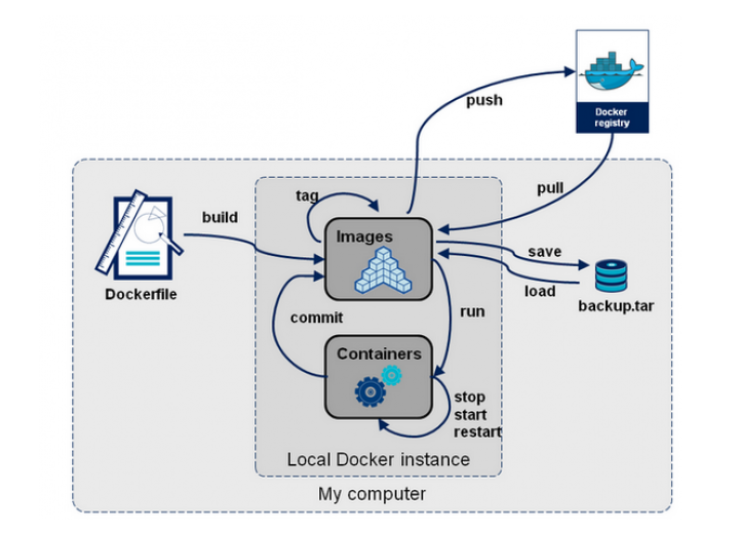 push
Docker
registry
tag
pull
build
Images
save
Dockerfile
load
backup.tar
commit
run
Containers
stop
start
restart
Local Docker instance
My computer